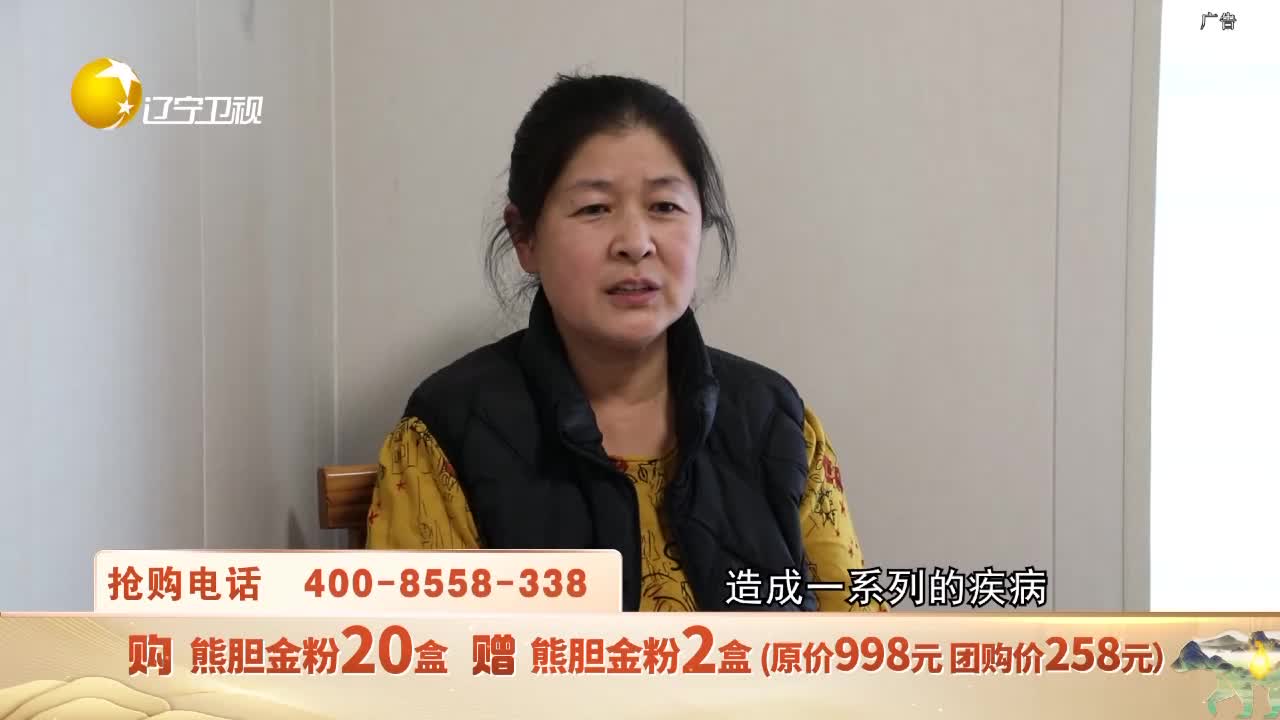 广告
辽宁卫视
造成一系列的疾病
抢购电话 400-8558-338
购 熊胆金粉20盒 赠 熊胆金粉2盒 (原价998元 团购价258元)